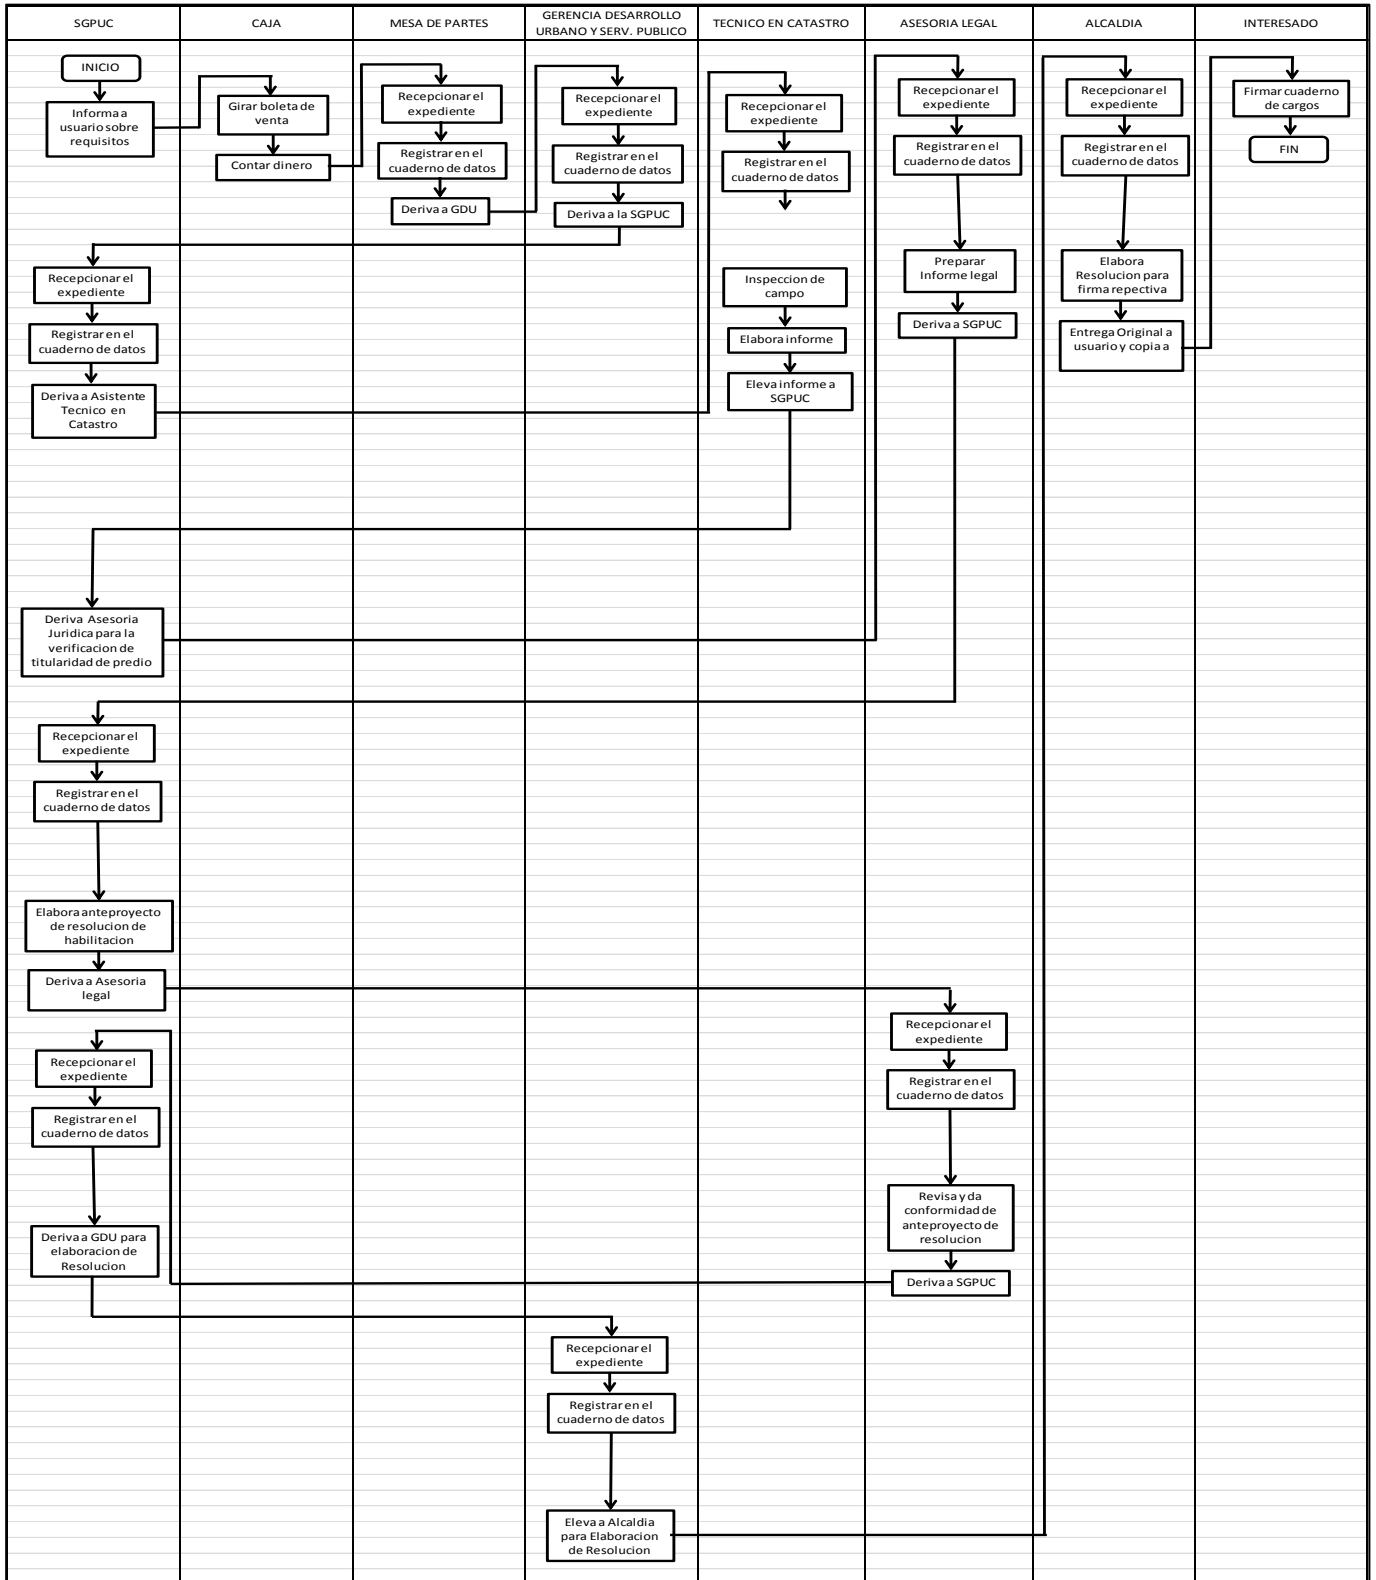 SGPUC
CAJA
MESA DE PARTES
GERENCIA DESARROLLO
URBANO Y SERV. PUBLICO
TECNICO EN CATASTRO
ASESORIA LEGAL
ALCALDIA
INTERESADO
INICIO
Informa a
usuario sobre
requisitos
Girar boleta de
venta
Contar dinero
Recepcionar el
expediente
Registrar en el
cuaderno de datos
Deriva a GDU
Recepcionar el
expediente
Registrar en el
cuaderno de datos
Deriva a la SGPUC
Recepcionar el
expediente
Registrar en el
cuaderno de datos
Deriva a Asistente
Tecnico en
Catastro
Recepcionar el
expediente
Registrar en el
cuaderno de datos
Inspeccion de
campo
Elabora informe
Eleva informe a
SGPUC
Deriva Asesoria
Juridica para la
verificacion de
titularidad de predio
Recepcionar el
expediente
Registrar en el
cuaderno de datos
Preparar
Informe legal
Deriva a SGPUC
Recepcionar el
expediente
Registrar en el
cuaderno de datos
Elabora anteproyecto
de resolucion de
habilitacion
Deriva a Asesoria
legal
Recepcionar el
expediente
Registrar en el
cuaderno de datos
Revisa y da
conformidad de
anteproyecto de
resolucion
Deriva a SGPUC
Recepcionar el
expediente
Registrar en el
cuaderno de datos
Deriva a GDU para
elaboracion de
Resolucion
Recepcionar el
expediente
Registrar en el
cuaderno de datos
Eleva a Alcaldia
para Elaboracion
de Resolucion
Recepcionar el
expediente
Registrar en el
cuaderno de datos
Elabora
Resolucion para
firma repectiva
Entrega Original a
usuario y copia a
Firmar cuaderno
de cargos
FIN